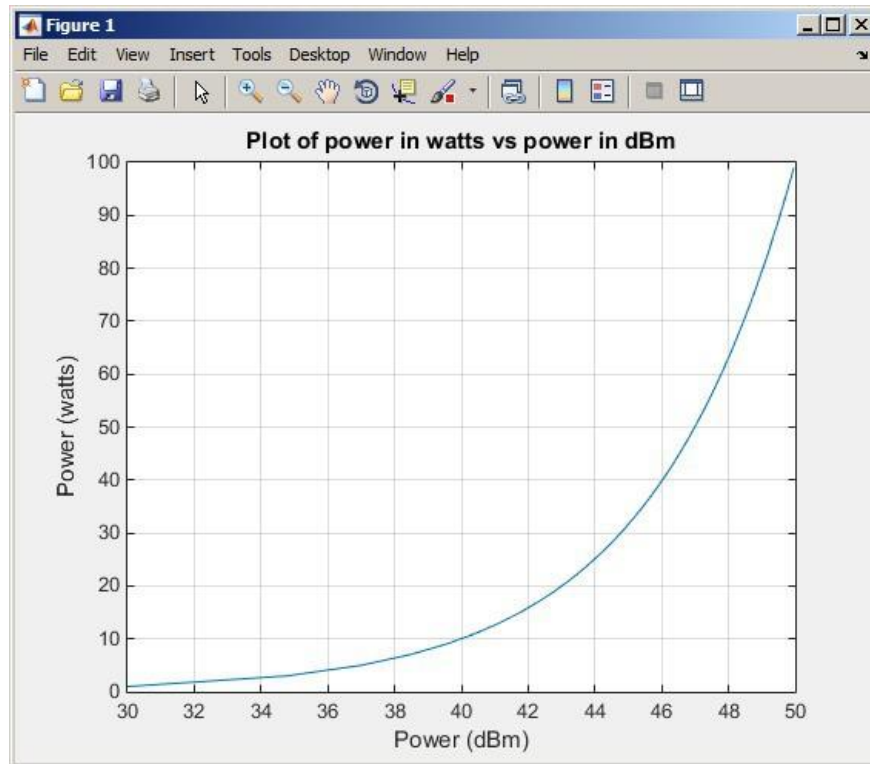 Figure 1
File Edit View Insert Tools Desktop Window Help
Plot of power in watts vs power in dBm
100
90
80
70
60
50
40
30
20
10
0
Power (watts)
30 32 34 36 38 40 42 44 46 48 50
Power (dBm)